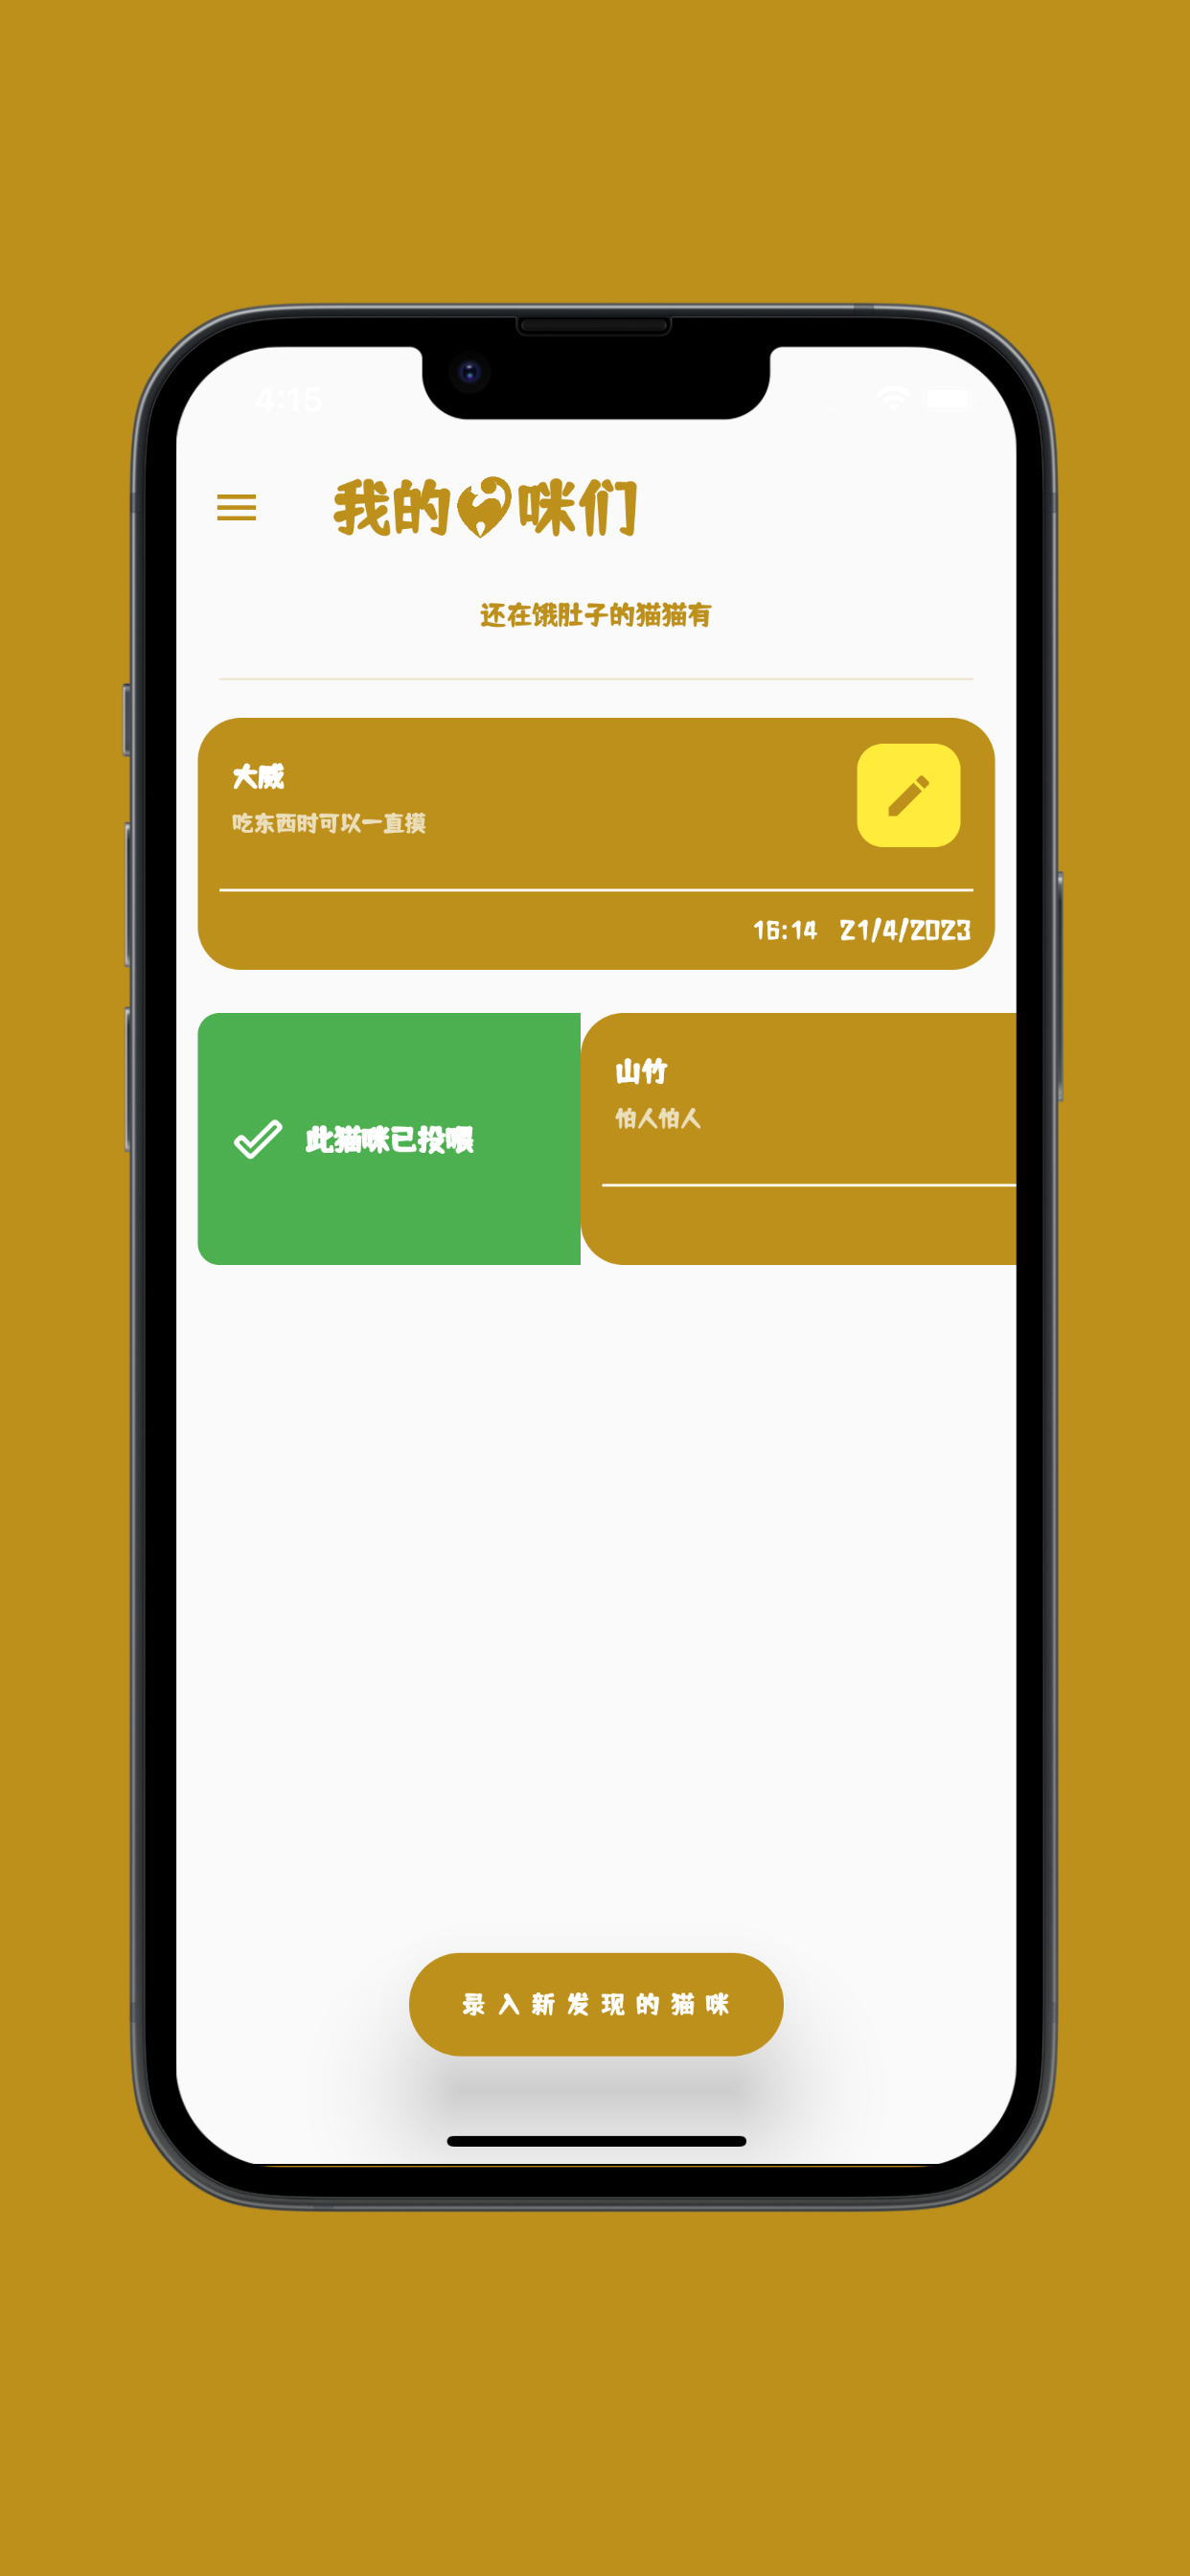 4:15
我的咪们
还在饿肚子的猫猫有
大威
吃东西时可以一直摸
16:14 21/4/2023
山竹
怕人怕人
此猫咪已投喂
录入新发现的猫咪